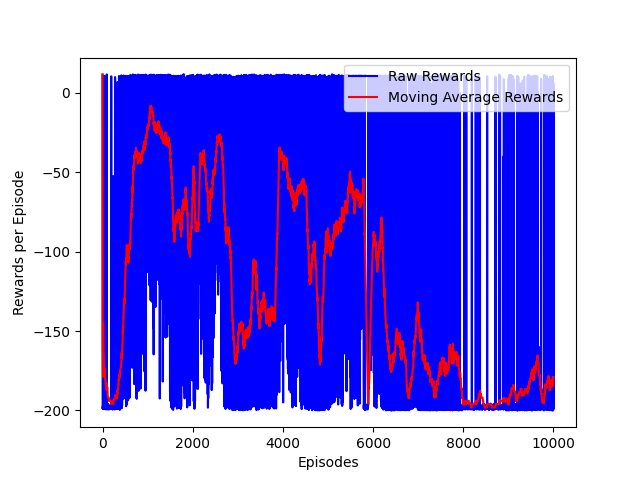 Raw Rewards
Moving Average Rewards
0
−50
−100
−150
−200
Rewards per Episode
0 2000 4000 6000 8000 10000
Episodes